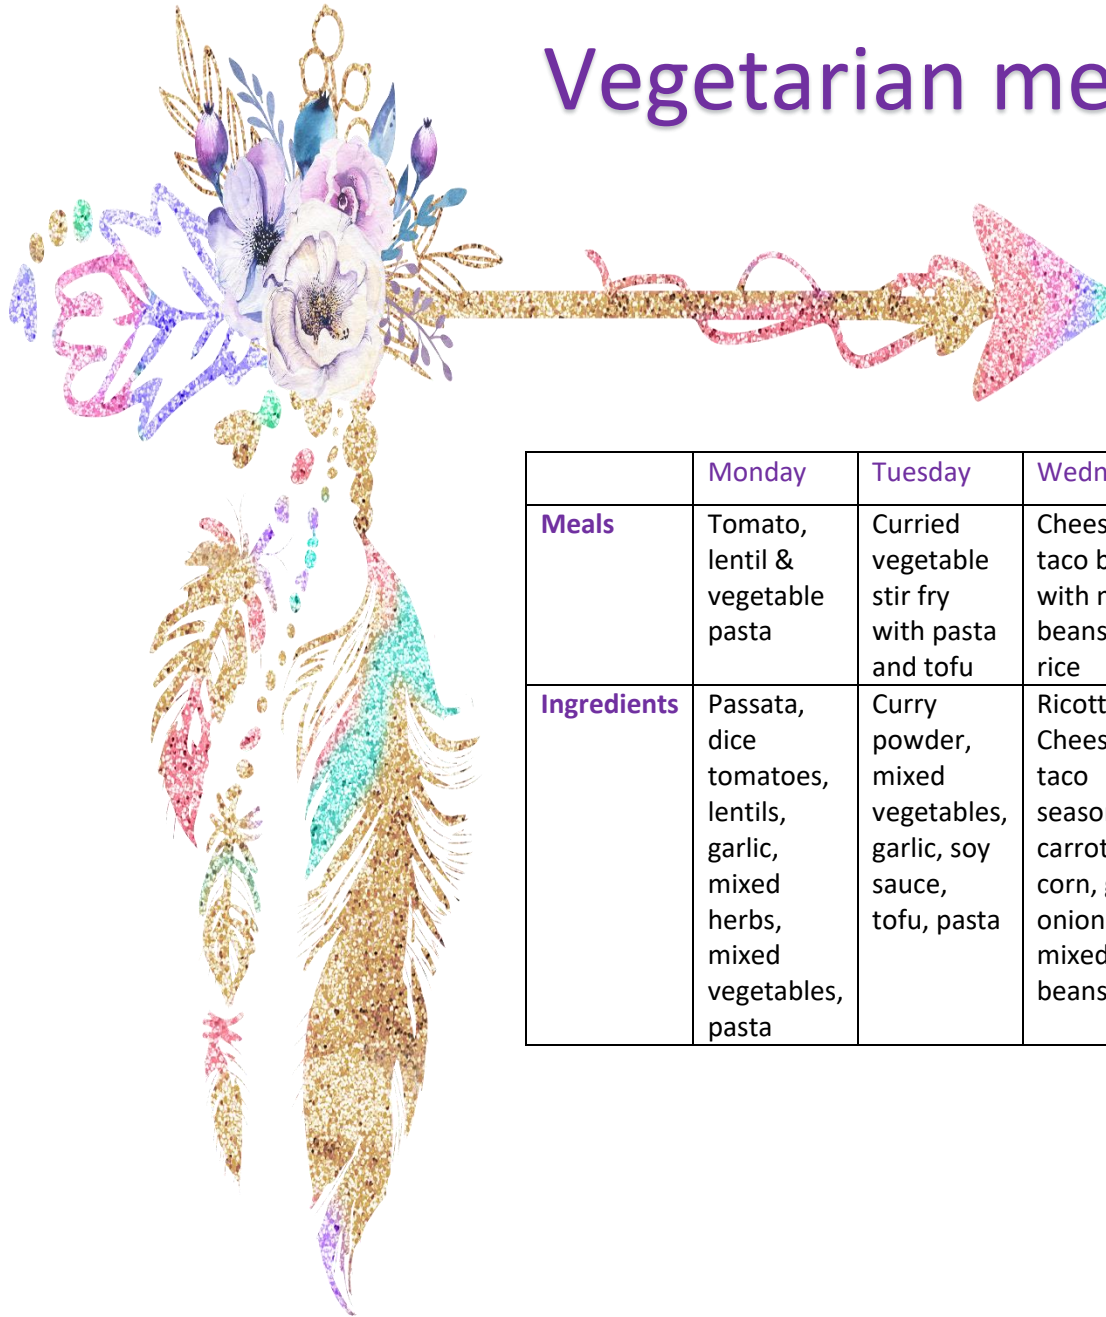 Vegetarian me
Monday
Tuesday
Wedn
Meals
Tomato,
lentil &
vegetable
pasta
Curried
vegetable
stir fry
with pasta
and tofu
Chees
taco b
with
beans
rice
Ingredients
Passata,
dice
tomatoes,
lentils,
garlic,
mixed
herbs,
mixed
vegetables,
pasta
Curry
powder,
mixed
vegetables,
garlic, soy
sauce,
tofu, pasta
Ricott
Chees
taco
seaso
carrot
corn,
onion
mixed
beans